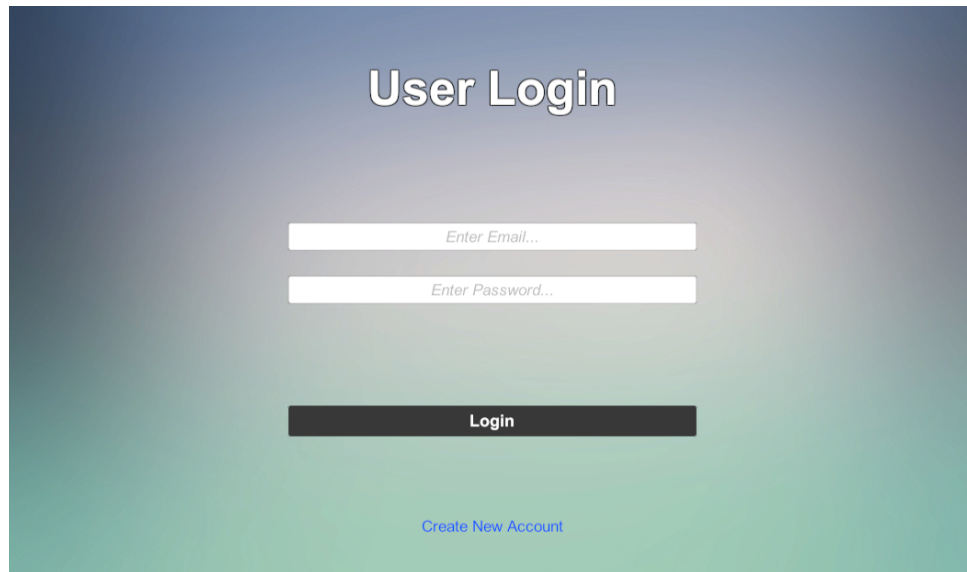 User Login
Enter Email...
Enter Password...
Login
Create New Account